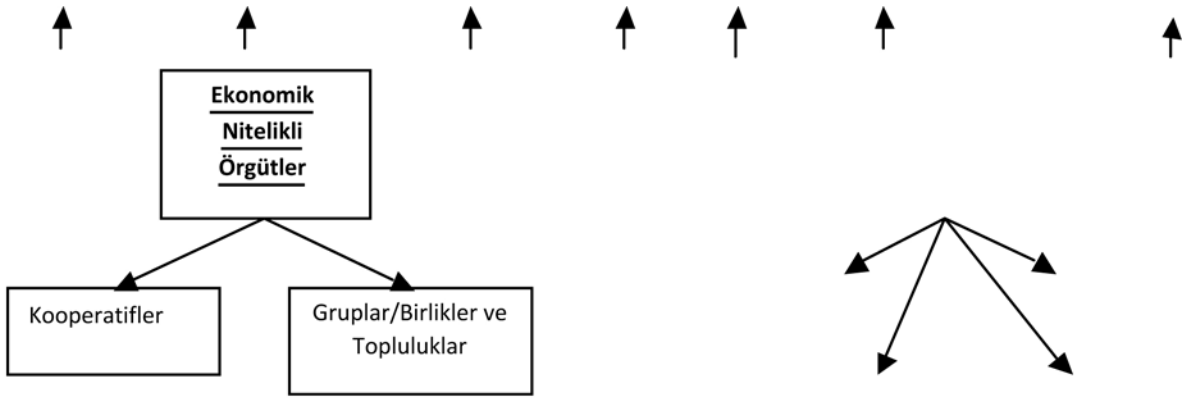 Ekonomik
Nitelikli
Örgütler
Kooperatifler
Gruplar/Birlikler ve
Topluluklar